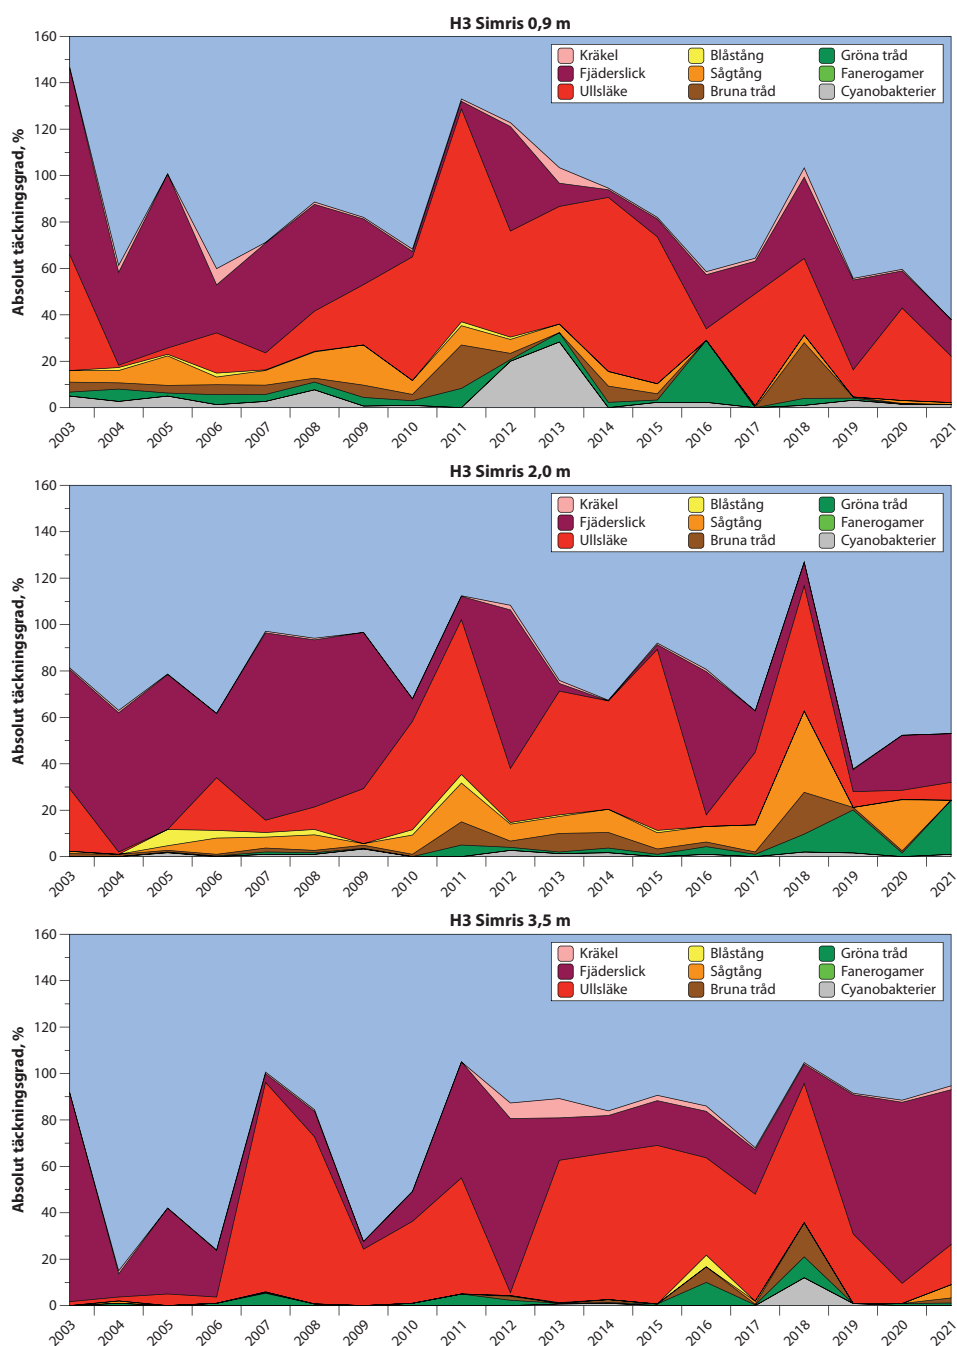 H3 Simris 0,9 m
Absolut täckningsgrad, %
160
140
120
100
80
60
40
20
0
Kräkel
Fjäderslick
Ullsläke
Blåstång
Sågtång
Bruna tråd
Gröna tråd
Fanerogamer
Cyanobakterier
2003 2004 2005 2006 2007 2008 2009 2010 2011 2012 2013 2014 2015 2016 2017 2018 2019 2020 2021
H3 Simris 2,0 m
Absolut täckningsgrad, %
160
140
120
100
80
60
40
20
0
Kräkel
Fjäderslick
Ullsläke
Blåstång
Sågtång
Bruna tråd
Gröna tråd
Fanerogamer
Cyanobakterier
2003 2004 2005 2006 2007 2008 2009 2010 2011 2012 2013 2014 2015 2016 2017 2018 2019 2020 2021
H3 Simris 3,5 m
Absolut täckningsgrad, %
160
140
120
100
80
60
40
20
0
Kräkel
Fjäderslick
Ullsläke
Blåstång
Sågtång
Bruna tråd
Gröna tråd
Fanerogamer
Cyanobakterier
2003 2004 2005 2006 2007 2008 2009 2010 2011 2012 2013 2014 2015 2016 2017 2018 2019 2020 2021